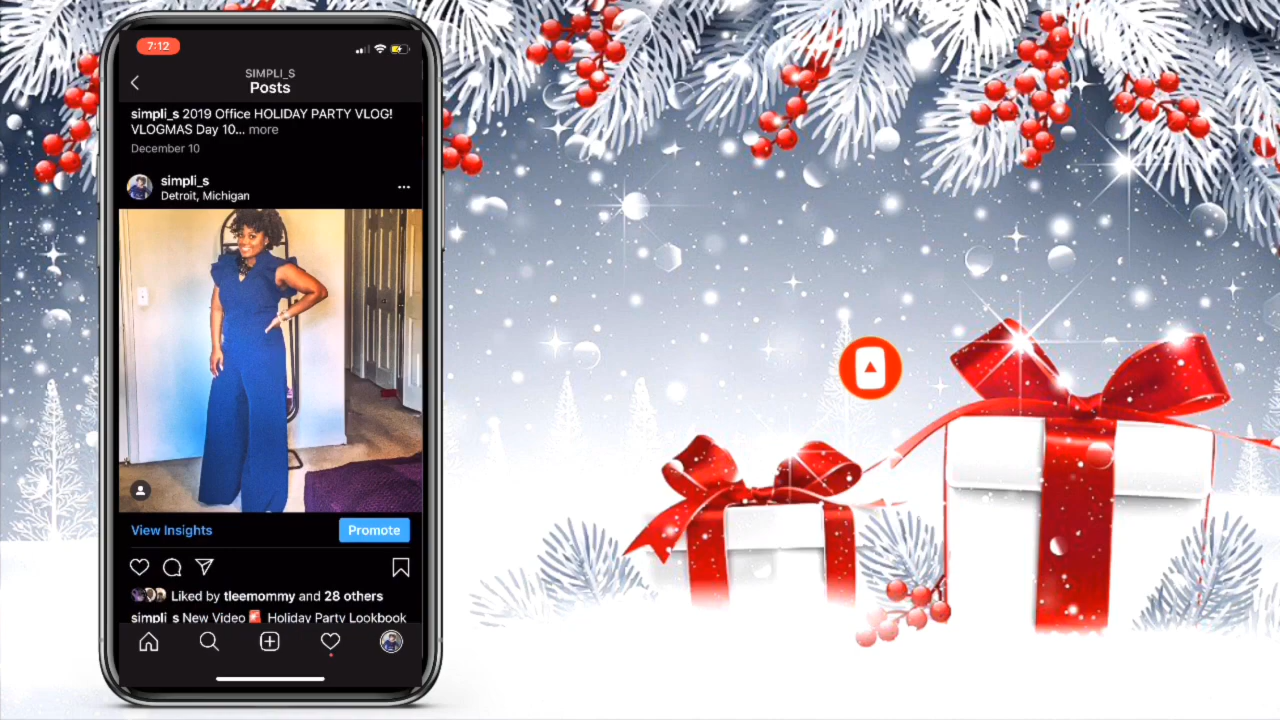 7:12
SIMPLI_S
Posts
simpli_s 2019 Office HOLIDAY PARTY VLOG!
VLOGMAS Day 10... more
December 10
simpli_s
Detroit, Michigan
View Insights
Promote
Liked by tleemommy and 28 others
simpli_s New Video 🚨 Holiday Party Lookbook